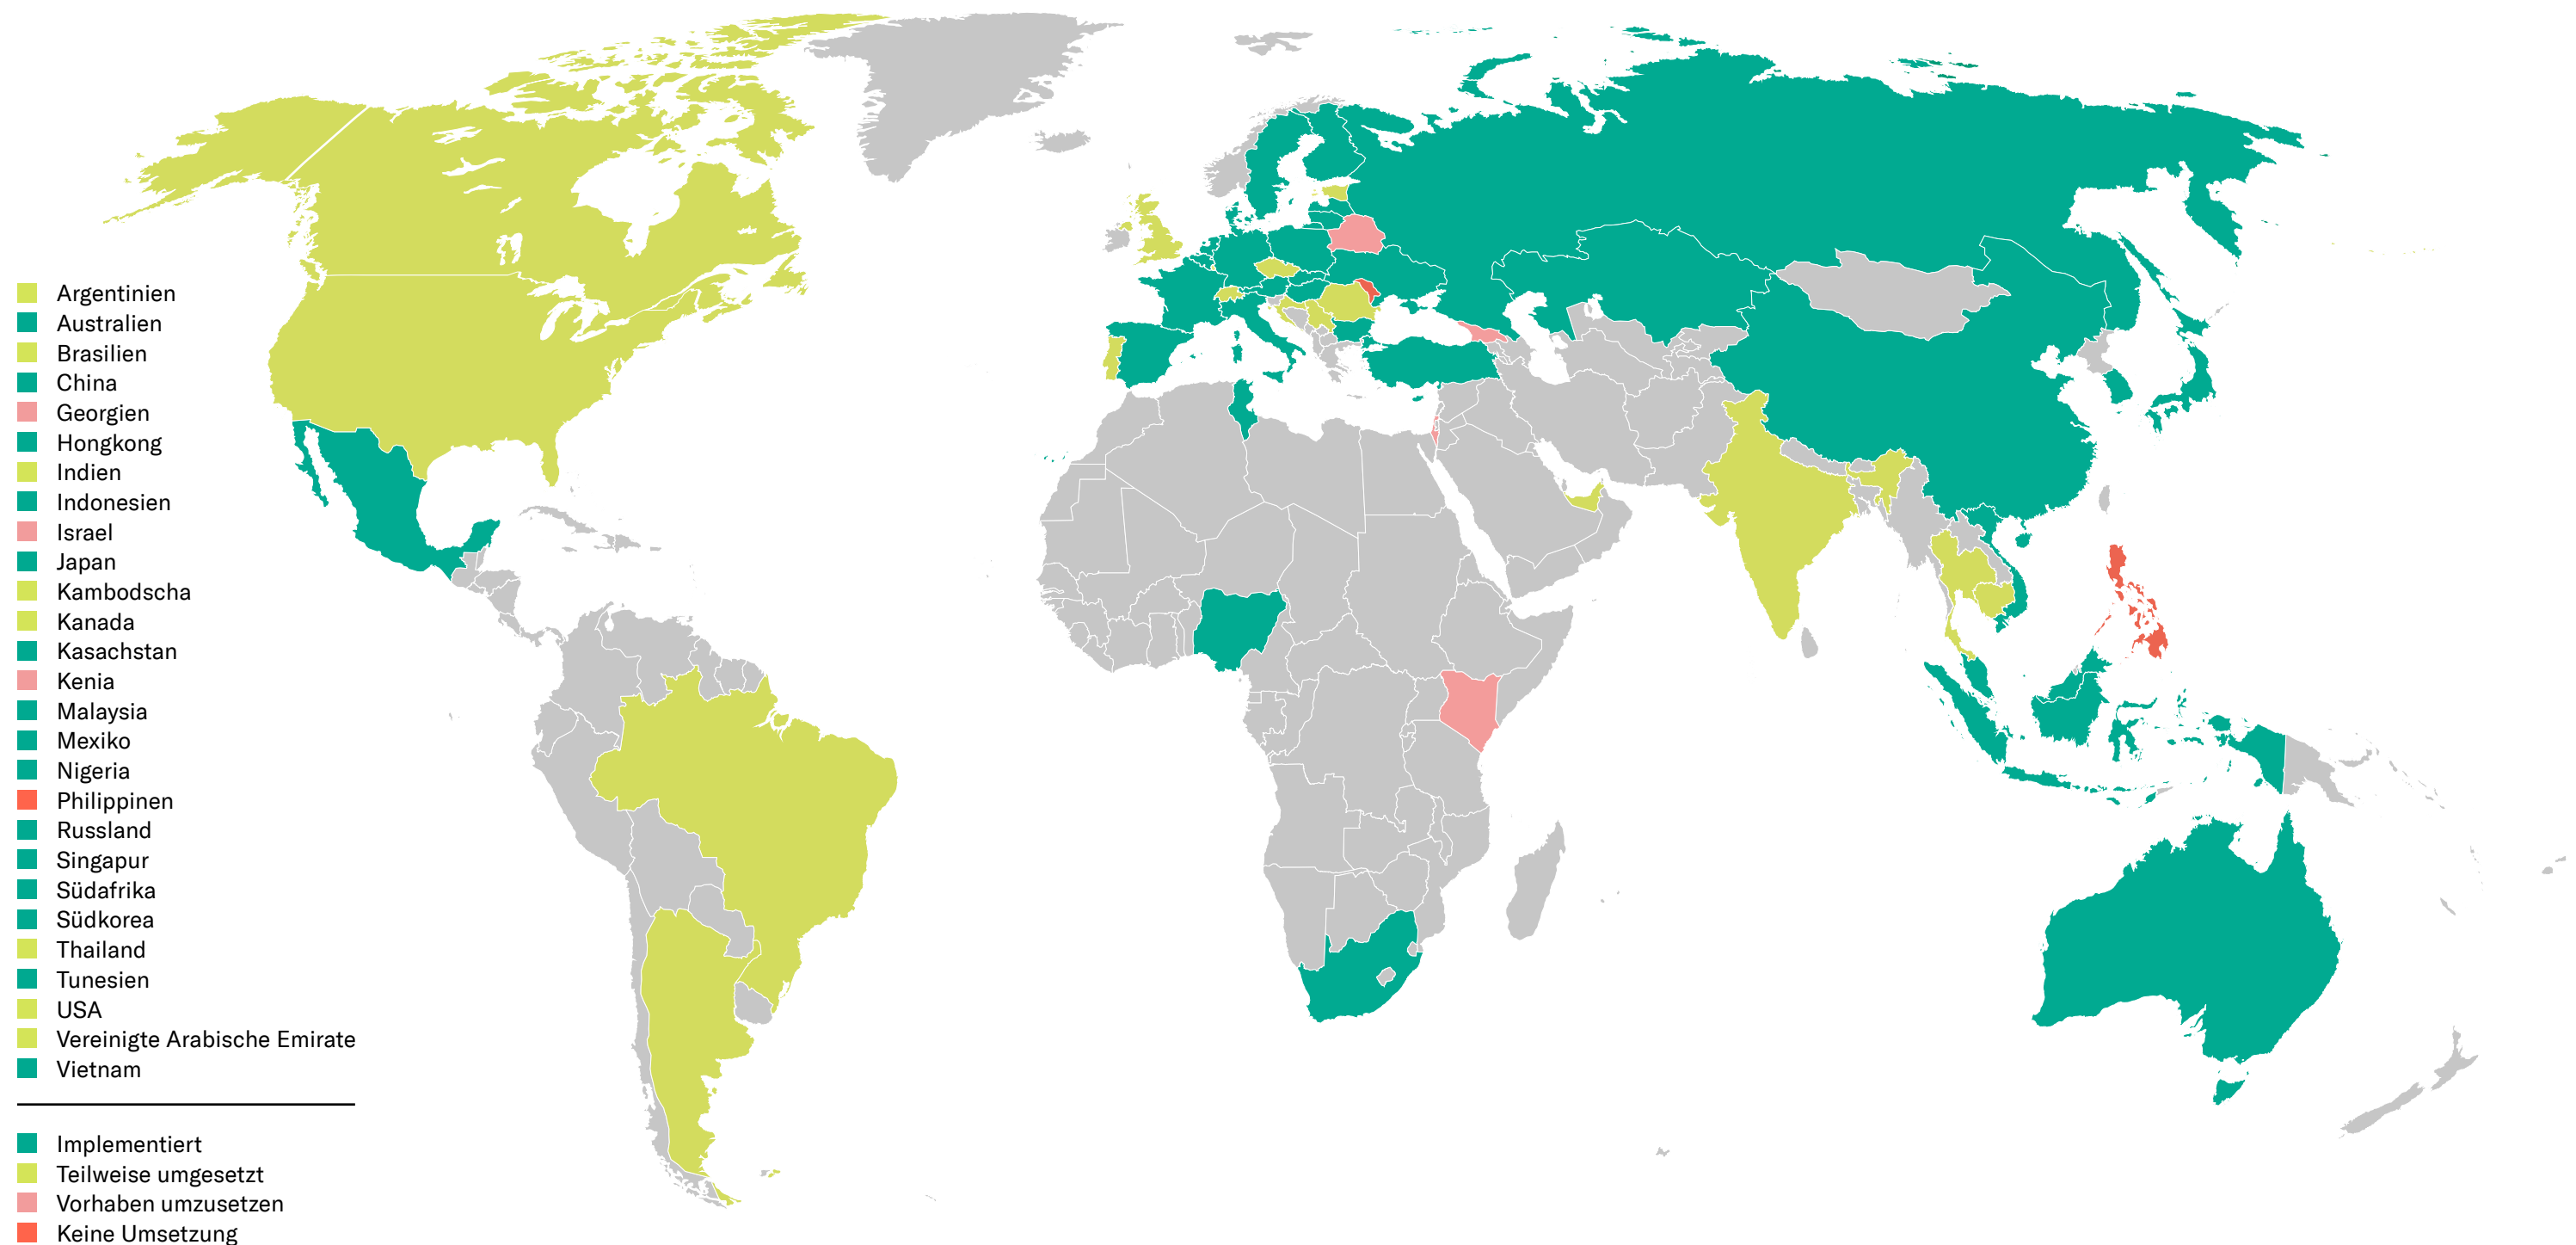 Argentinien
Australien
Brasilien
China
Georgien
Hongkong
Indien
Indonesien
Israel
Japan
Kambodscha
Kanada
Kasachstan
Kenia
Malaysia
Mexiko
Nigeria
Philippinen
Russland
Singapur
Südafrika
Südkorea
Thailand
Tunesien
USA
Vereinigte Arabische Emirate
Vietnam
Implementiert
Teilweise umgesetzt
Vorhaben umzusetzen
Keine Umsetzung